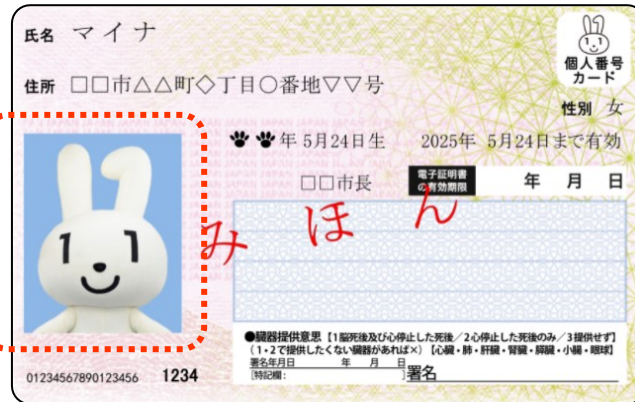 氏名 マイナ
個人番号
カード
住所 □□市△△町◇丁目○番地▽▽号
性別 女
🐾🐾年 5月24日生 2025年 5月24日まで有効
□□市長 電子証明書の有効期限 年 月 日
みほん
●臓器提供意思【1脳死後及び心停止した死後/2心停止した死後のみ/3提供せず】
(1・2で提供したくない臓器があれば×)【心臓・肺・肝臓・腎臓・膵臓・小腸・眼球】
署名年月日 年 月 日
[特記欄: ]署名
01234567890123456 1234